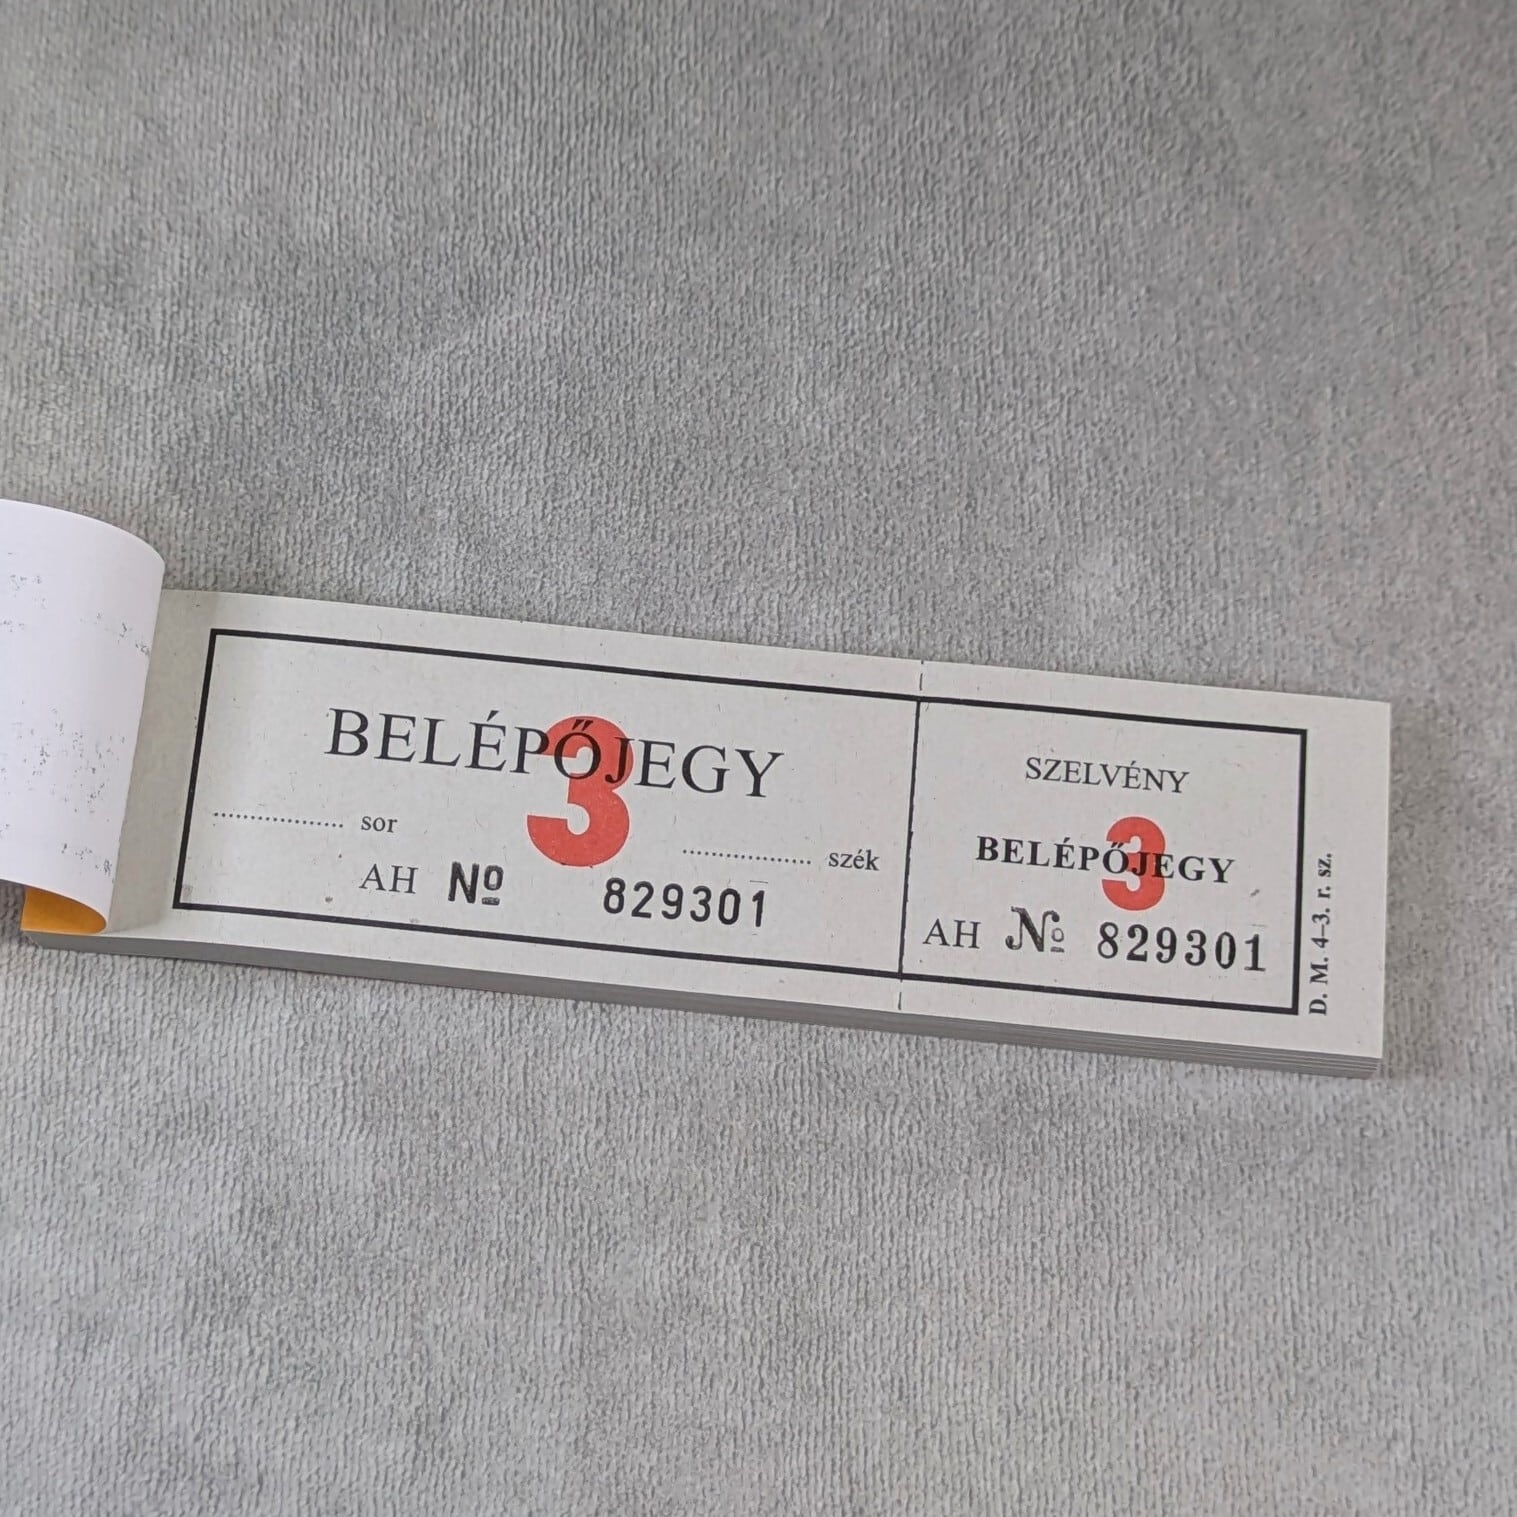 BELÉPŐJEGY
3
sor
szék
AH Nº 829301
SZELVÉNY
BELÉPŐJEGY
3
AH Nº 829301
D. M. 4–3. r. sz.